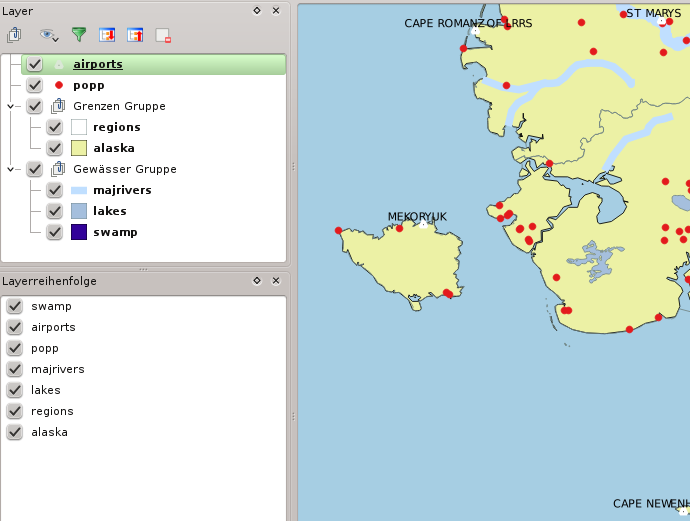 Layer
airports
popp
Grenzen Gruppe
regions
alaska
Gewässer Gruppe
majrivers
lakes
swamp
Layerreihenfolge
swamp
airports
popp
majrivers
lakes
regions
alaska
ST MARYS
CAPE ROMANZOF LRRS
MEKORYUK
CAPE NEWENH